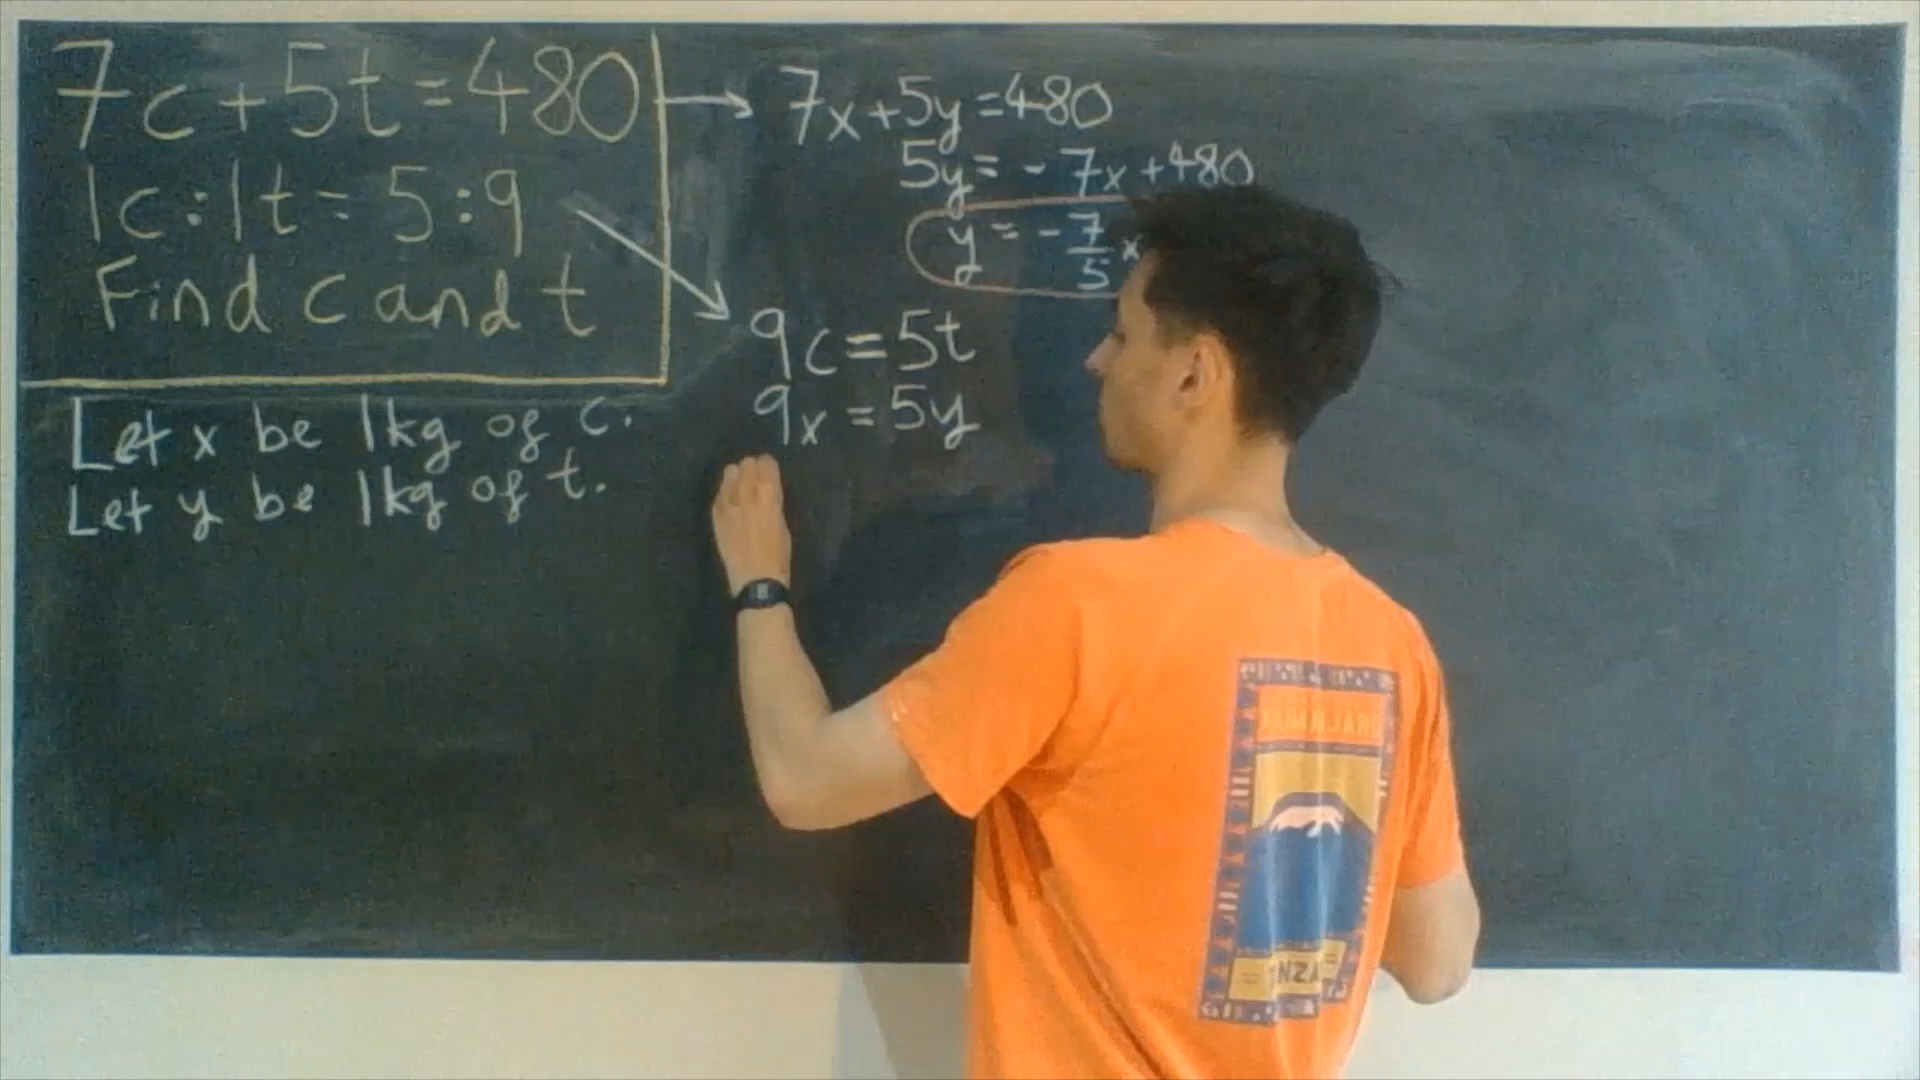 7c+5t=480
1c:1t=5:9
Find c and t
Let x be 1kg of c.
Let y be 1kg of t.
7x+5y=480
5y=-7x+480
y=-7/5x
9c=5t
9x=5y